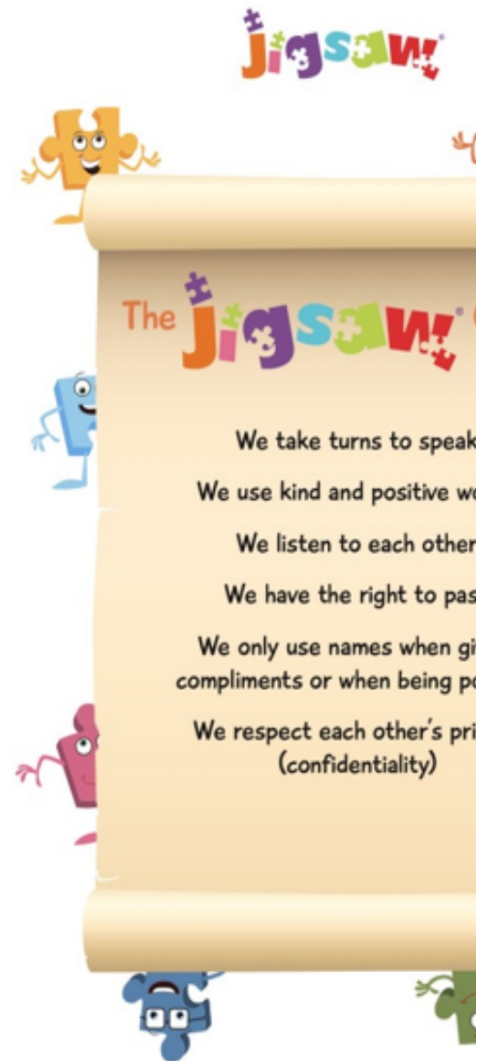 jigsaw
The jigsaw
We take turns to speak
We use kind and positive
We listen to each other
We have the right to
We only use names when
compliments or when being
We respect each other's
(confidentiality)